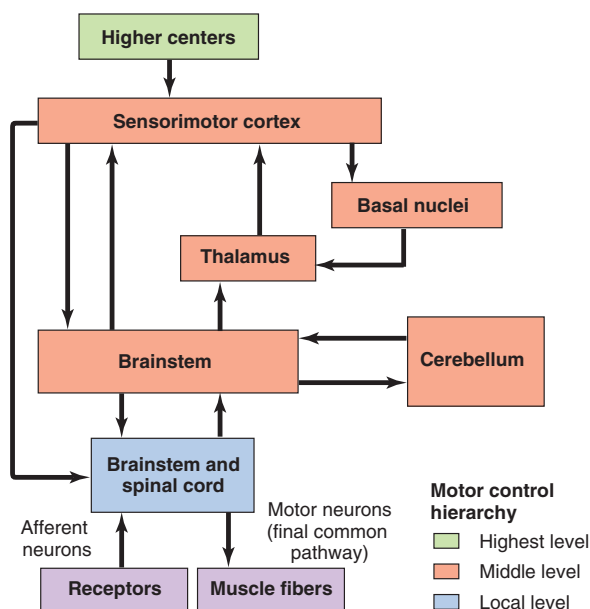 Higher centers
Sensorimotor cortex
Basal nuclei
Thalamus
Brainstem
Cerebellum
Brainstem and
spinal cord
Afferent
neurons
Motor neurons
(final common
pathway)
Receptors
Muscle fibers
Motor control
hierarchy
Highest level
Middle level
Local level